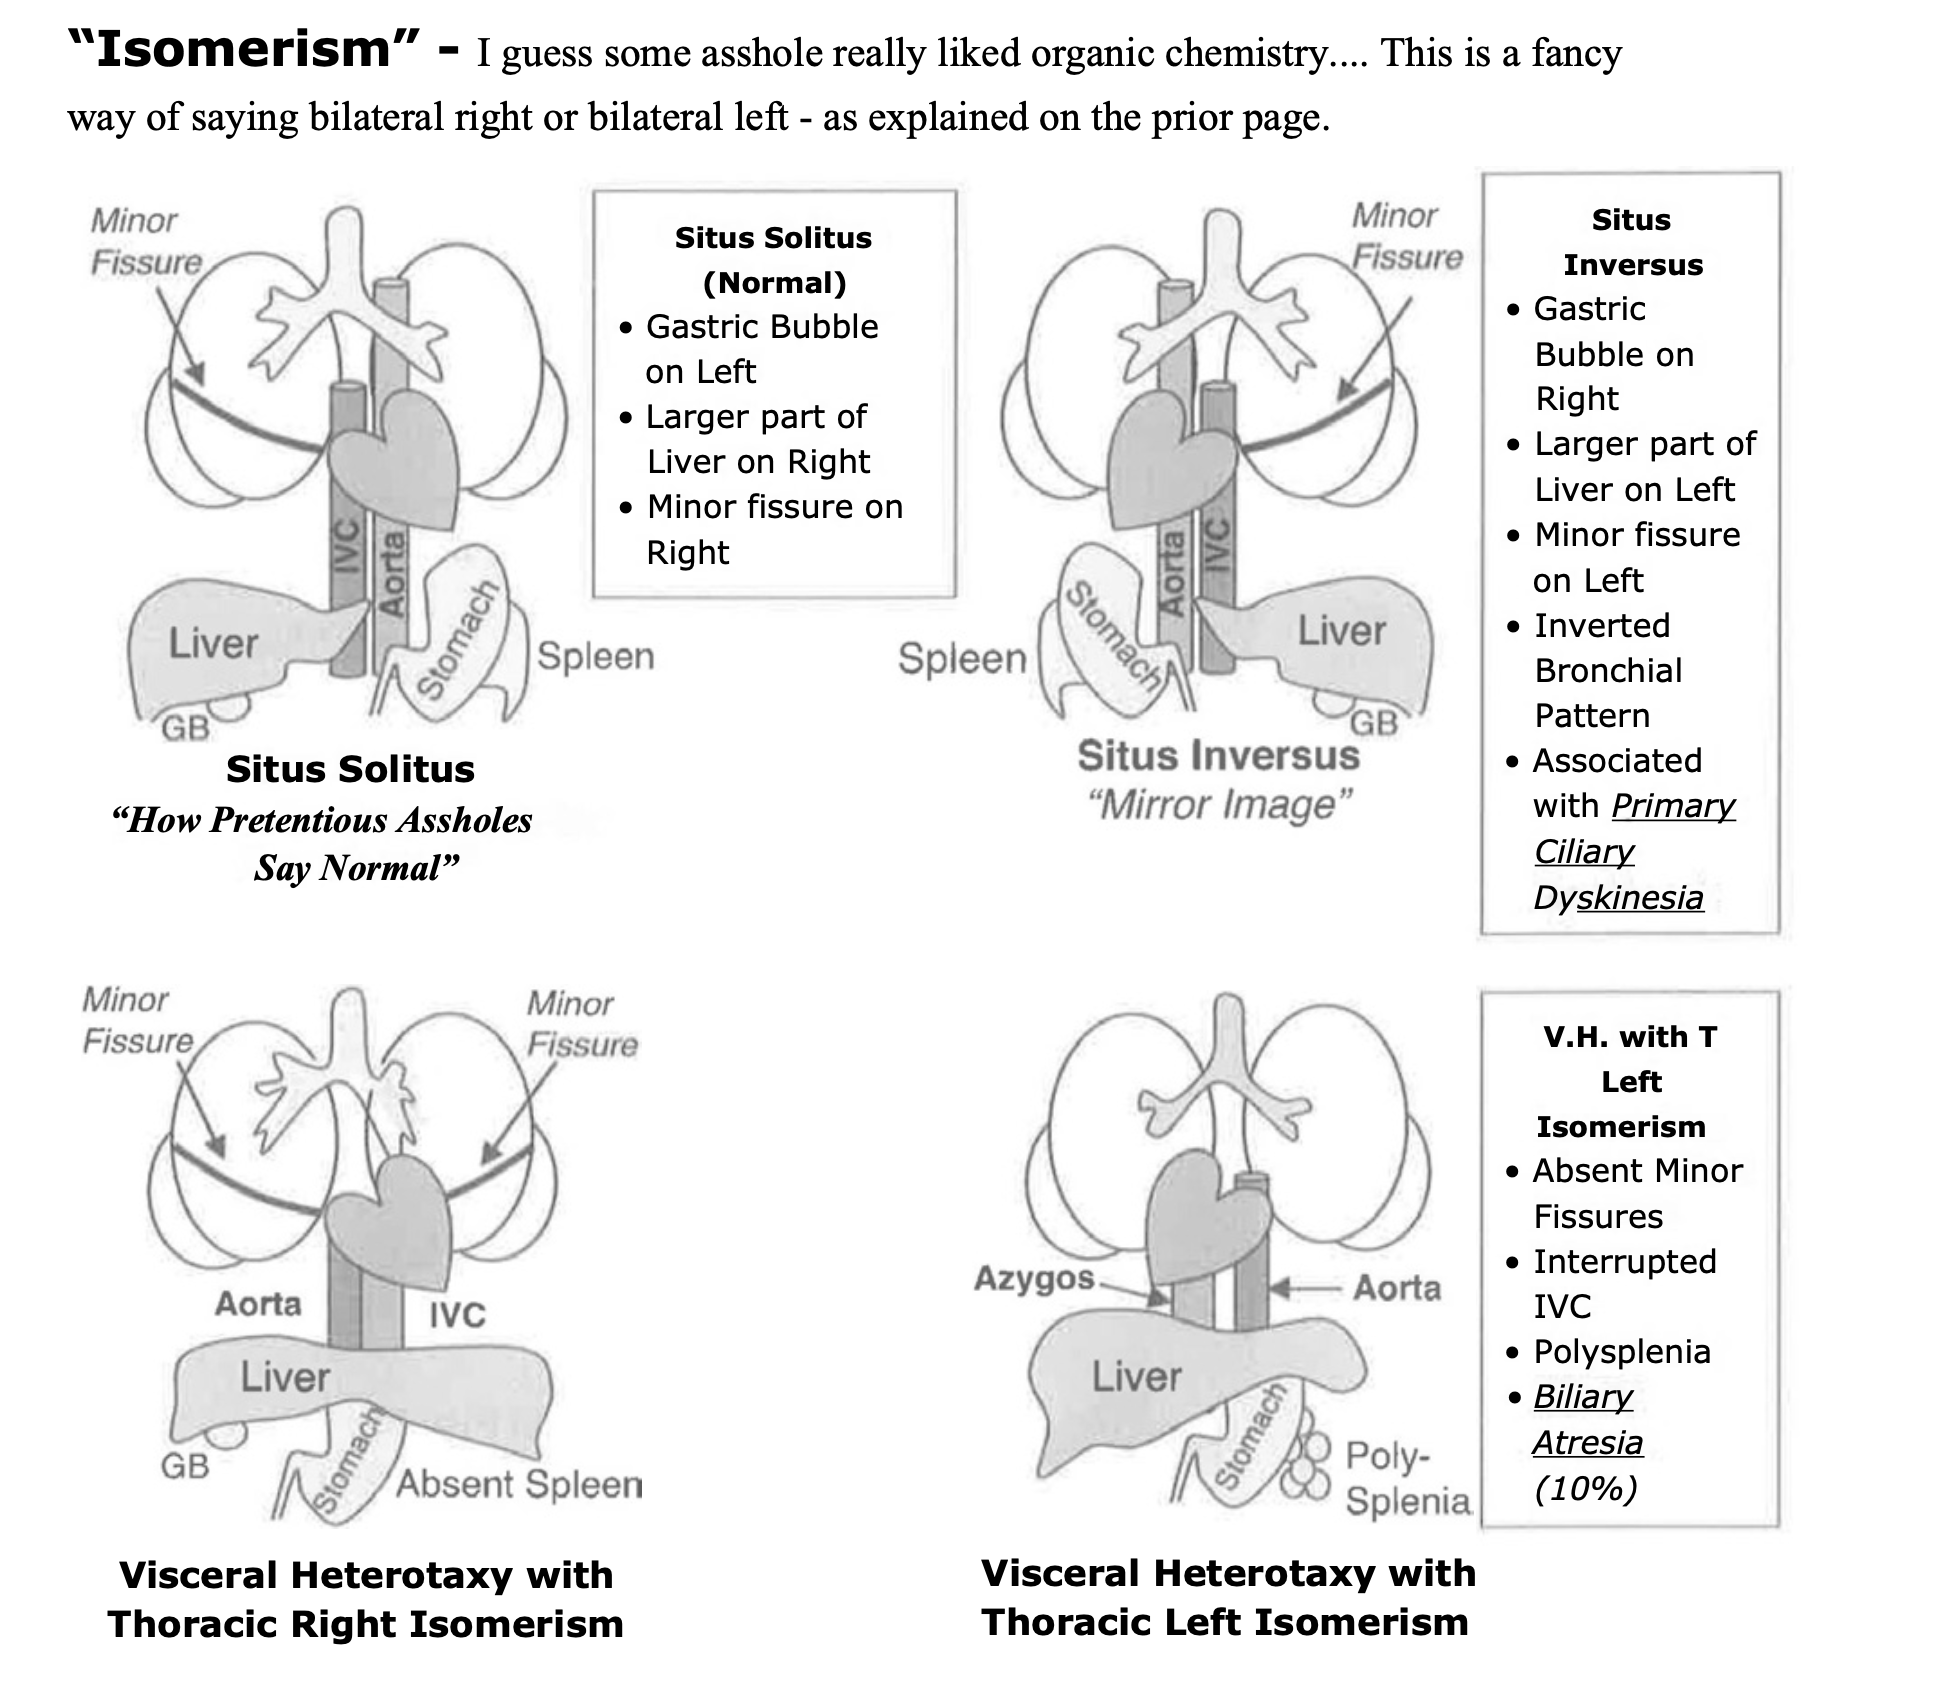 “Isomerism” - I guess some asshole really liked organic chemistry.... This is a fancy
way of saying bilateral right or bilateral left - as explained on the prior page.
Minor
Fissure
IVC
Aorta
Liver
Stomach
Spleen
GB
Situs Solitus
“How Pretentious Assholes
Say Normal”
Situs Solitus
(Normal)
• Gastric Bubble
on Left
• Larger part of
Liver on Right
• Minor fissure on
Right
Minor
Fissure
Aorta
IVC
Spleen
Stomach
Liver
GB
Situs Inversus
“Mirror Image”
Situs
Inversus
• Gastric
Bubble on
Right
• Larger part of
Liver on Left
• Minor fissure
on Left
• Inverted
Bronchial
Pattern
• Associated
with Primary
Ciliary
Dyskinesia
Minor
Fissure
Minor
Fissure
Aorta
IVC
Liver
GB
Stomach
Absent Spleen
Visceral Heterotaxy with
Thoracic Right Isomerism
Azygos
Aorta
Liver
Stomach
Poly-
Splenia
Visceral Heterotaxy with
Thoracic Left Isomerism
V.H. with T
Left
Isomerism
• Absent Minor
Fissures
• Interrupted
IVC
• Polysplenia
• Biliary
Atresia
(10%)